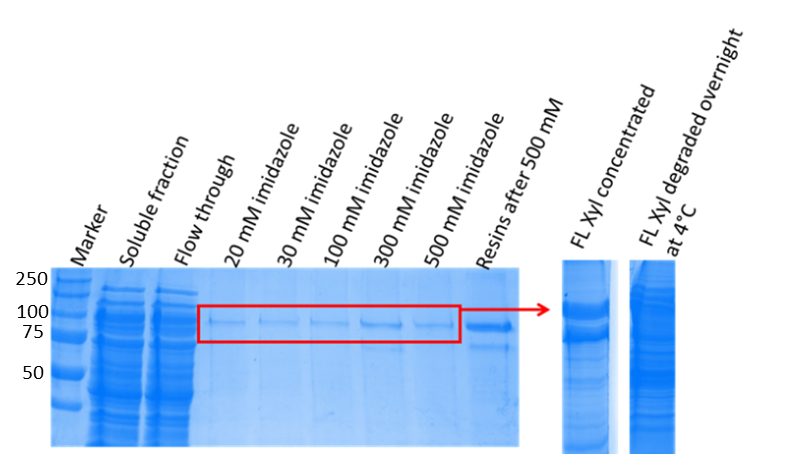 Marker
Soluble fraction
Flow through
20 mM imidazole
30 mM imidazole
100 mM imidazole
300 mM imidazole
500 mM imidazole
Resins after 500 mM
FL Xyl concentrated
FL Xyl degraded overnight
at 4°C
250
100
75
50